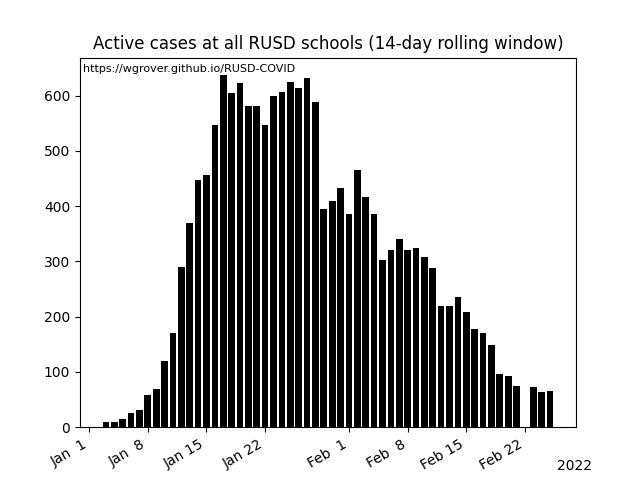 Active cases at all RUSD schools (14-day rolling window)
https://wgrover.github.io/RUSD-COVID
600
500
400
300
200
100
0
Jan 1
Jan 8
Jan 15
Jan 22
Feb 1
Feb 8
Feb 15
Feb 22
2022